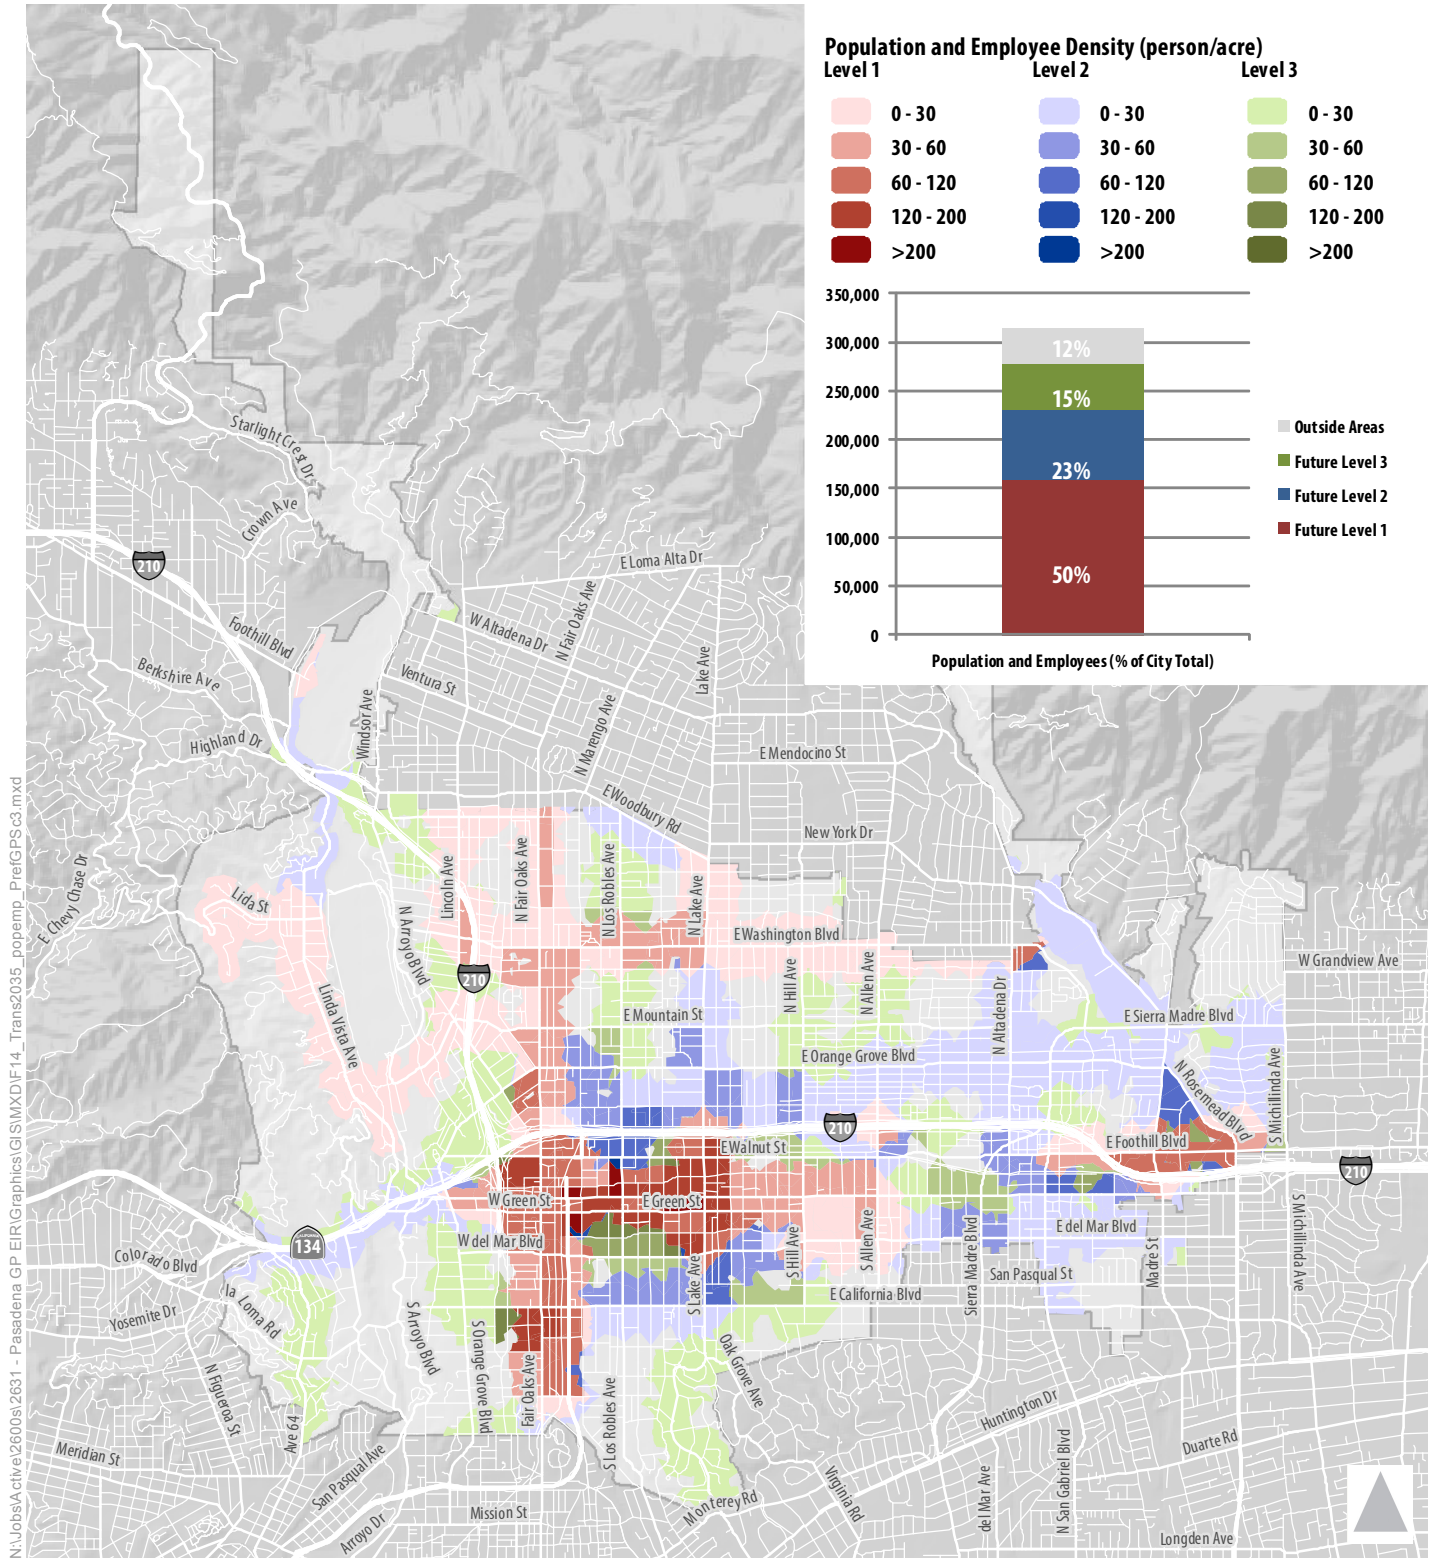 Population and Employee Density (person/acre)
Level 1
Level 2
Level 3
0 - 30
0 - 30
0 - 30
30 - 60
30 - 60
30 - 60
60 - 120
60 - 120
60 - 120
120 - 200
120 - 200
120 - 200
>200
>200
>200
350,000
300,000
250,000
200,000
150,000
100,000
50,000
0
12%
15%
23%
50%
Outside Areas
Future Level 3
Future Level 2
Future Level 1
Population and Employees (% of City Total)
Starlight Crest Dr
Crown Ave
210
E Loma Alta Dr
Foothill Blvd
W Altadena Dr
N Fair Oaks Ave
Berkshire Ave
Ventura St
Lake Ave
Windsor Ave
N Marengo Ave
Highland Dr
E Mendocino St
E Woodbury Rd
New York Dr
E Chevy Chase Dr
Lida St
Lincoln Ave
N Fair Oaks Ave
N Los Robles Ave
N Lake Ave
N Arroyo Blvd
E Washington Blvd
W Grandview Ave
210
N Hill Ave
N Allen Ave
Linda Vista Ave
E Mountain St
N Altadena Dr
E Sierra Madre Blvd
E Orange Grove Blvd
N Rosemead Blvd
S Michillinda Ave
210
E Walnut St
E Foothill Blvd
210
W Green St
E Green St
S Michillinda Ave
134
W del Mar Blvd
E del Mar Blvd
Colorado Blvd
S Lake Ave
S Hill Ave
S Allen Ave
Sierra Madre Blvd
San Pasqual St
Madre St
la Loma Rd
E California Blvd
Yosemite Dr
S Arroyo Blvd
S Orange Grove Blvd
Fair Oaks Ave
Oak Grove Ave
N Figueroa St
S Los Robles Ave
Ave 64
Huntington Dr
Meridian St
San Pasqual Ave
Duarte Rd
Virginia Rd
del Mar Ave
N San Gabriel Blvd
Monterey Rd
Mission St
Arroyo Dr
Longden Ave
N:\Jobs\Active\2600s\2631 - Pasadena GP EIR\Graphics\GIS\MXD\F14_Trans2035_popemp_PrefGPSc3.mxd